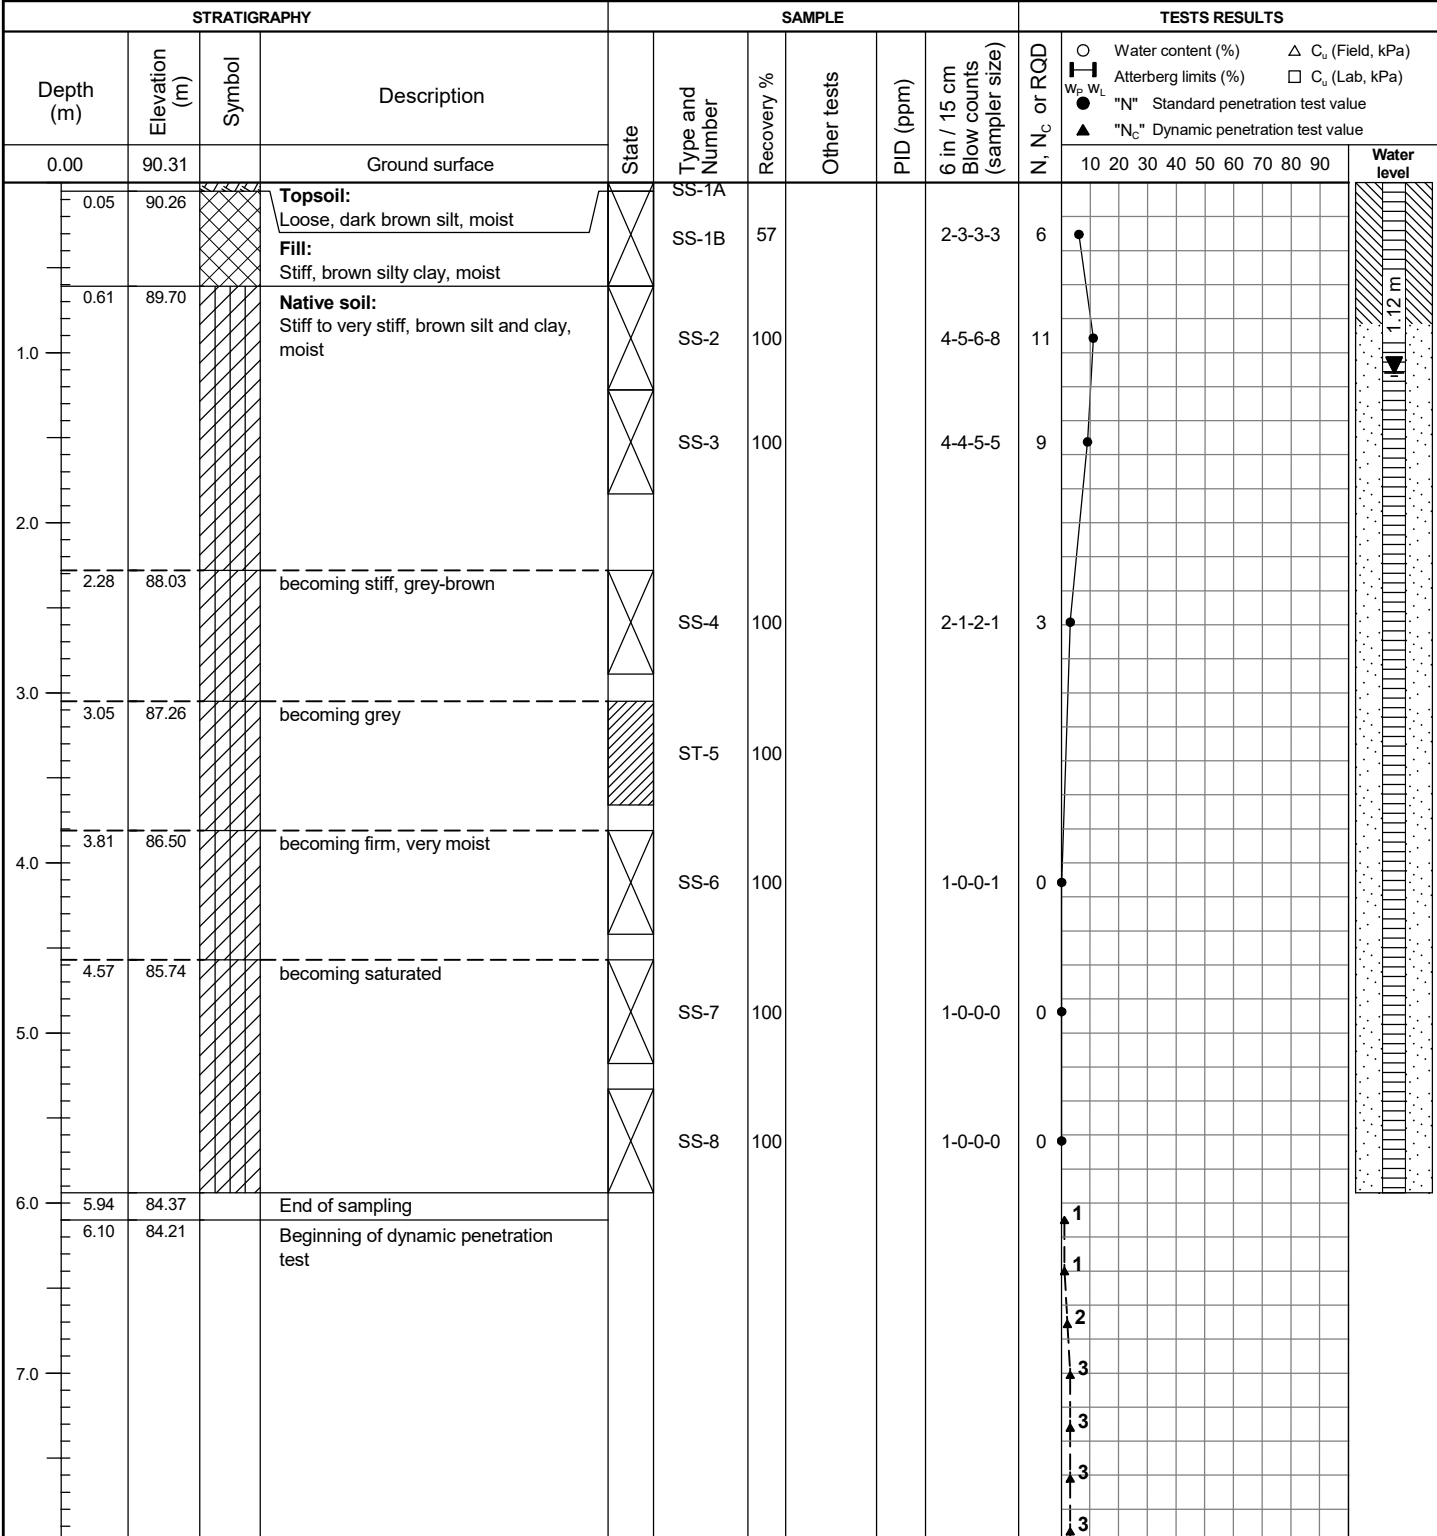 STRATIGRAPHY SAMPLE TESTS RESULTS
Depth (m)
Elevation (m)
Symbol
Description
State
Type and Number
Recovery %
Other tests
PID (ppm)
6 in / 15 cm Blow counts (sampler size)
N, NC or RQD
Water content (%) Cu (Field, kPa)
Atterberg limits (%) Cu (Lab, kPa)
WP WL
"N" Standard penetration test value
"NC" Dynamic penetration test value
0.00 90.31 Ground surface
10 20 30 40 50 60 70 80 90
Water level
0.05 90.26 Topsoil:
Loose, dark brown silt, moist
SS-1A
Fill:
Stiff, brown silty clay, moist
SS-1B 57 2-3-3-3 6
0.61 89.70 Native soil:
Stiff to very stiff, brown silt and clay,
moist
SS-2 100 4-5-6-8 11
1.12 m
1.0
SS-3 100 4-4-5-5 9
2.0
2.28 88.03 becoming stiff, grey-brown
SS-4 100 2-1-2-1 3
3.0
3.05 87.26 becoming grey
ST-5 100
3.81 86.50 becoming firm, very moist
4.0
SS-6 100 1-0-0-1 0
4.57 85.74 becoming saturated
SS-7 100 1-0-0-0 0
5.0
SS-8 100 1-0-0-0 0
6.0 5.94 84.37 End of sampling
6.10 84.21 Beginning of dynamic penetration
test
1
1
2
7.0
3
3
3
3